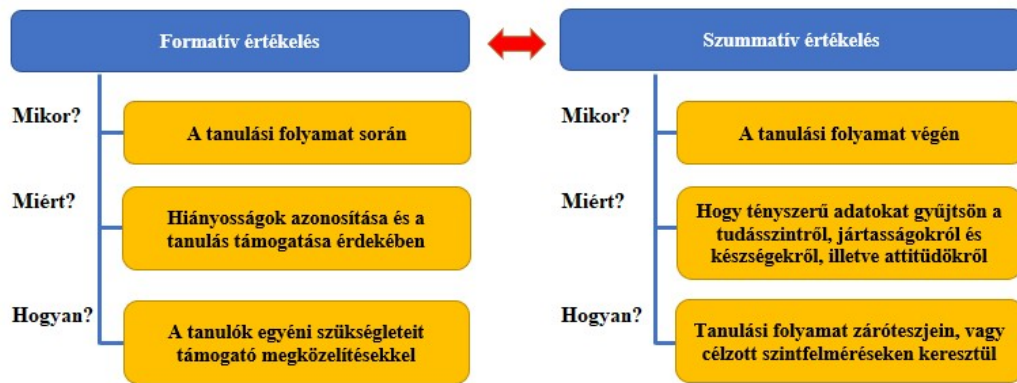 Formatív értékelés
Mikor?
A tanulási folyamat során
Miért?
Hiányosságok azonosítása és a
tanulás támogatása érdekében
Hogyan?
A tanulók egyéni szükségleteit
támogató megközelítésekkel
Szummatív értékelés
Mikor?
A tanulási folyamat végén
Miért?
Hogy tényszerű adatokat gyűjtsön a
tudásszintről, jártasságokról és
készségekről, illetve attitüdökről
Hogyan?
Tanulási folyamat záróteszjein, vagy
célzott szintfelméréseken keresztül